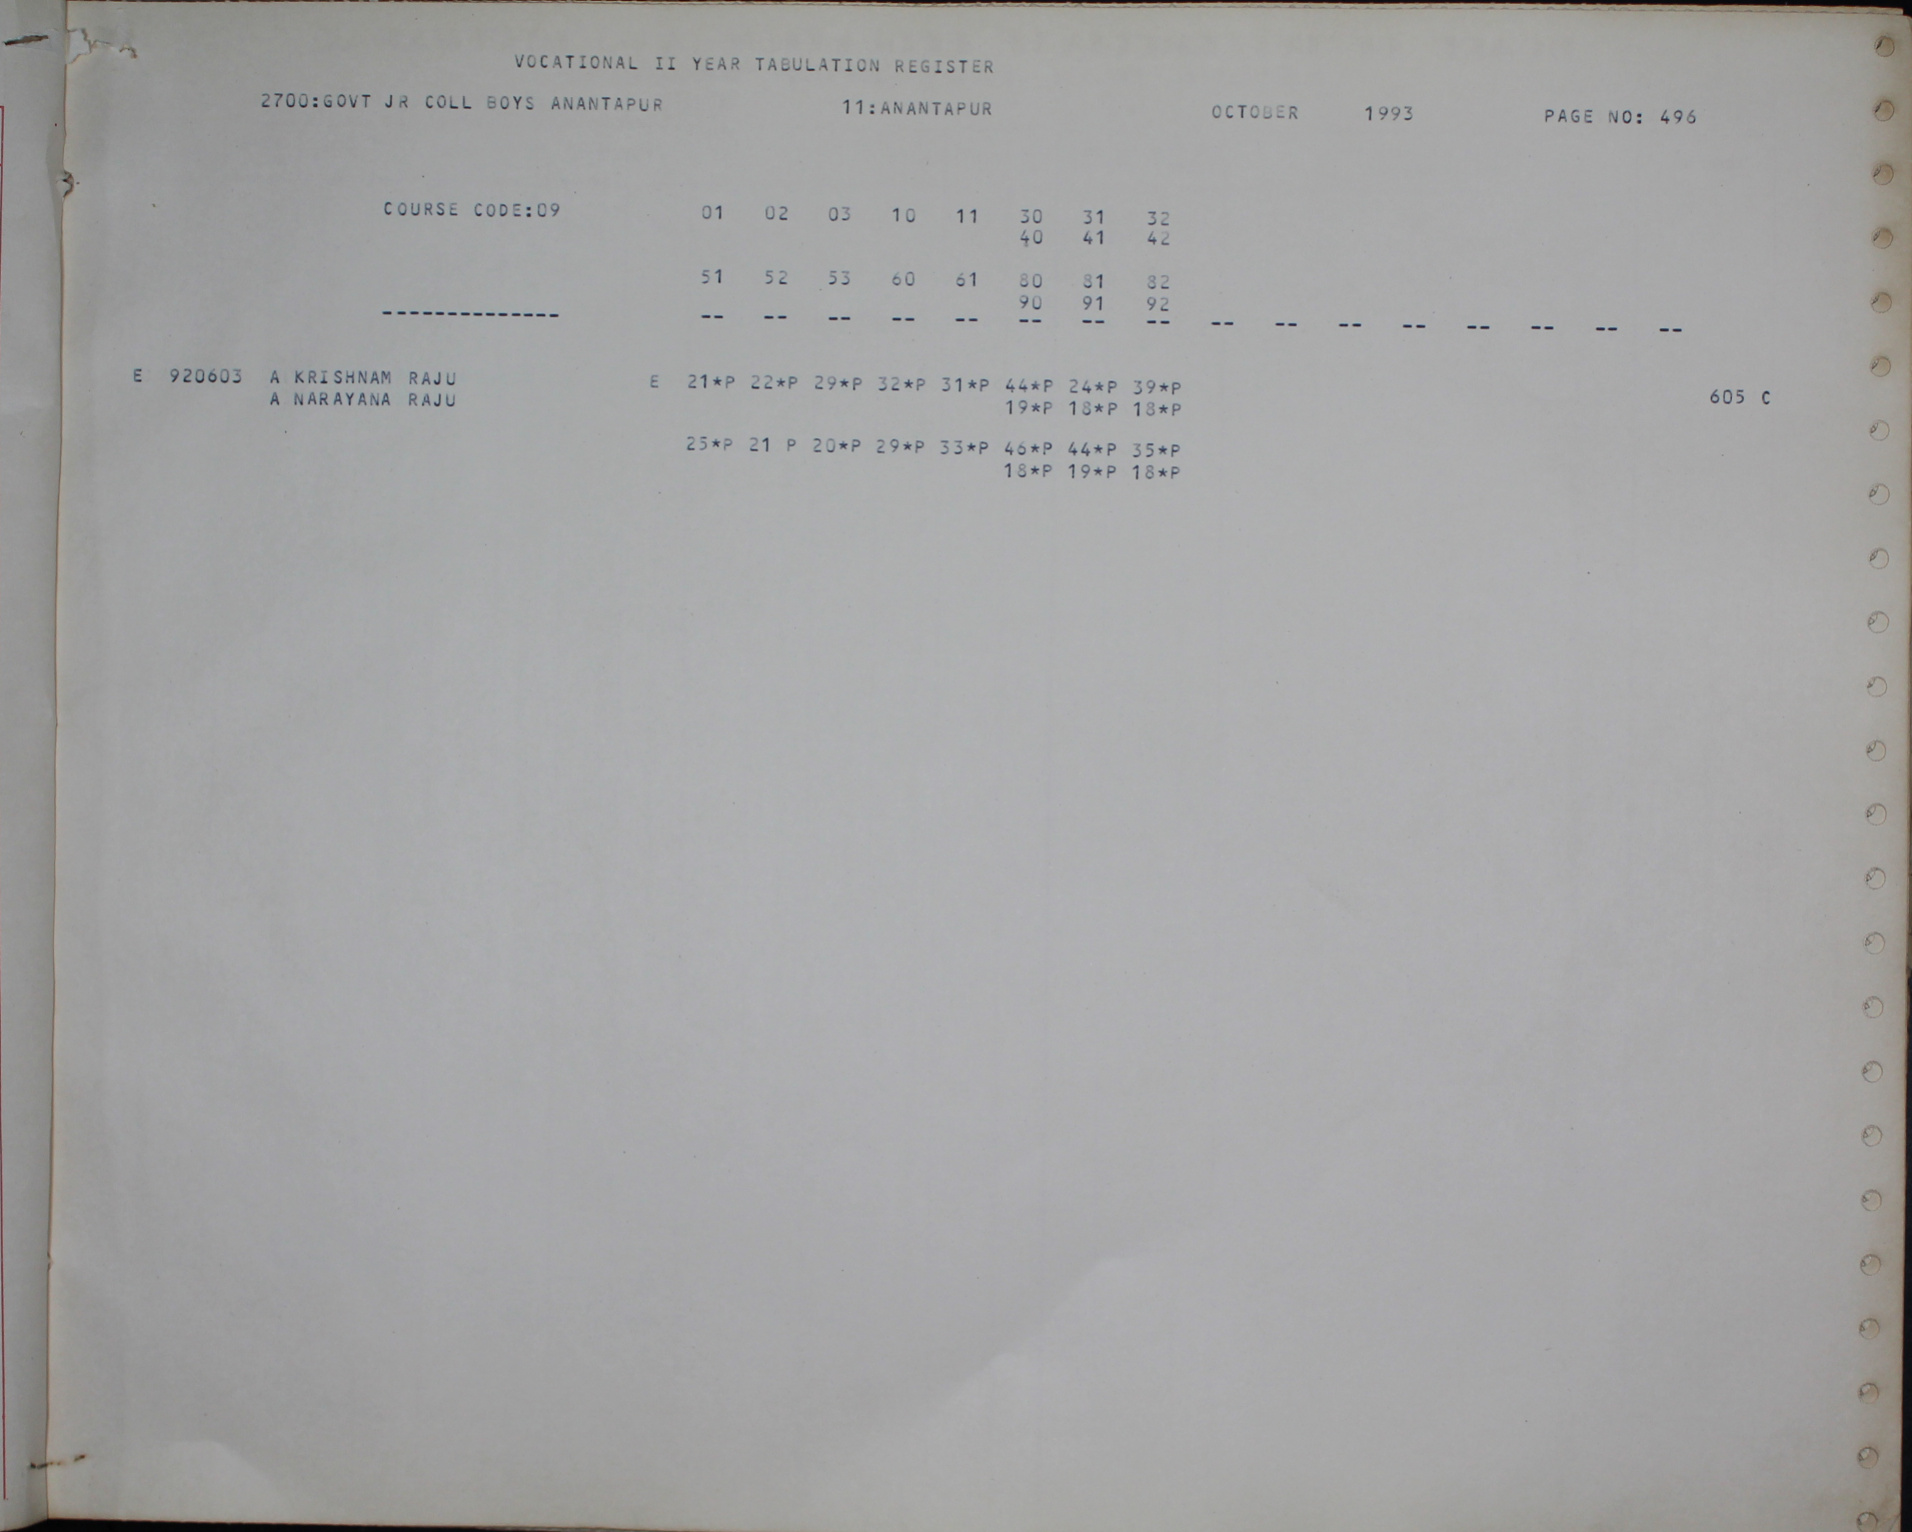 VOCATIONAL II YEAR TABULATION REGISTER
2700:GOVT JR COLL BOYS ANANTAPUR 11:ANANTAPUR OCTOBER 1993 PAGE NO: 496
COURSE CODE:09 01 02 03 10 11 30 31 32
40 41 42
51 52 53 60 61 80 81 82
90 91 92
-------------- -- -- -- -- -- -- -- -- -- -- -- -- -- -- -- --
E 920603 A KRISHNAM RAJU E 21*P 22*P 29*P 32*P 31*P 44*P 24*P 39*P
A NARAYANA RAJU 19*P 18*P 18*P 605 C
25*P 21 P 20*P 29*P 33*P 46*P 44*P 35*P
18*P 19*P 18*P